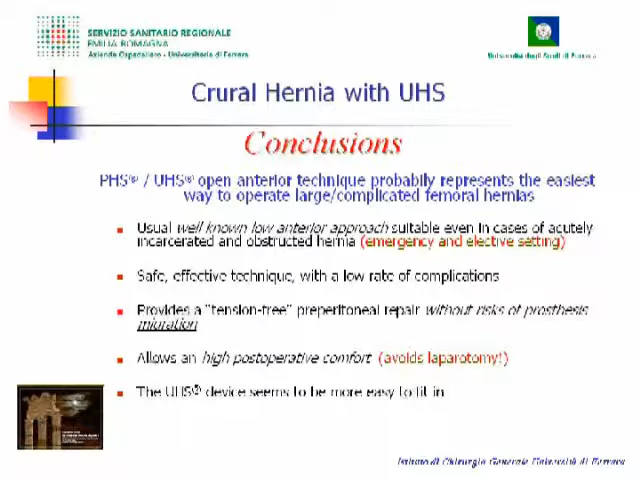 SERVIZIO SANITARIO REGIONALE
EMILIA ROMAGNA
Azienda Ospedaliero - Universitaria di Ferrara
Università degli Studi di Ferrara
Crural Hernia with UHS
Conclusions
PHS® / UHS® open anterior technique probabily represents the easiest
way to operate large/complicated femoral hernias
Usual well known low anterior approach suitable even in cases of acutely
incarcerated and obstructed hernia (emergency and elective setting)
Safe, effective technique, with a low rate of complications
Provides a "tension-free" preperitoneal repair without risks of prosthesis
migration
Allows an high postoperative comfort (avoids laparotomy!)
The UHS® device seems to be more easy to fit in
Istituto di Chirurgia Generale Università di Ferrara